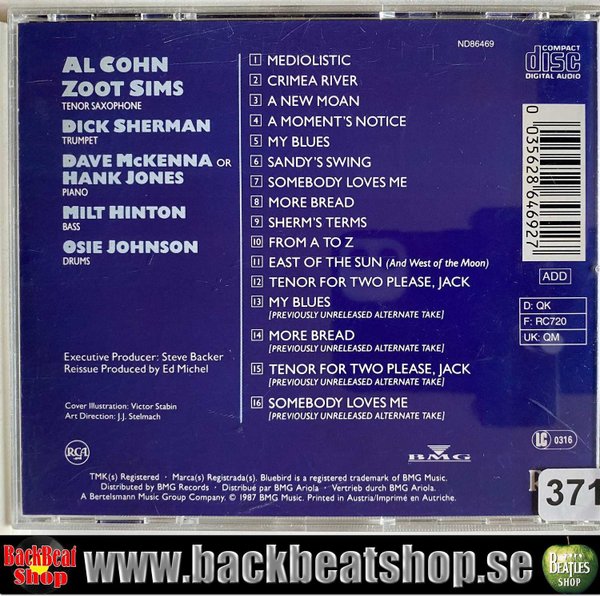 ND86469
COMPACT
disc
DIGITAL AUDIO
AL COHN
ZOOT SIMS
TENOR SAXOPHONE
DICK SHERMAN
TRUMPET
DAVE MCKENNA OR
HANK JONES
PIANO
MILT HINTON
BASS
OSIE JOHNSON
DRUMS
Executive Producer: Steve Backer
Reissue Produced by Ed Michel
Cover Illustration: Victor Stabin
Art Direction: J.J. Stelmach
1 MEDIOLISTIC
2 CRIMEA RIVER
3 A NEW MOAN
4 A MOMENT'S NOTICE
5 MY BLUES
6 SANDY'S SWING
7 SOMEBODY LOVES ME
8 MORE BREAD
9 SHERM'S TERMS
10 FROM A TO Z
11 EAST OF THE SUN (And West of the Moon)
12 TENOR FOR TWO PLEASE, JACK
13 MY BLUES
[PREVIOUSLY UNRELEASED ALTERNATE TAKE]
14 MORE BREAD
[PREVIOUSLY UNRELEASED ALTERNATE TAKE]
15 TENOR FOR TWO PLEASE, JACK
[PREVIOUSLY UNRELEASED ALTERNATE TAKE]
16 SOMEBODY LOVES ME
[PREVIOUSLY UNRELEASED ALTERNATE TAKE]
0 035628 646927
ADD
D: QK
F: RC720
UK: QM
LC 0316
RCA
BMG
TMK(s) Registered • Marca(s) Registrada(s). Bluebird is a registered trademark of BMG Music.
Distributed by BMG Records • Distribué par BMG Ariola • Vertrieb durch BMG Ariola.
A Bertelsmann Music Group Company. © 1987 BMG Music. Printed in Austria/Imprimé en Autriche.
371
BackBeat
Shop
www.backbeatshop.se
BEATLES
SHOP